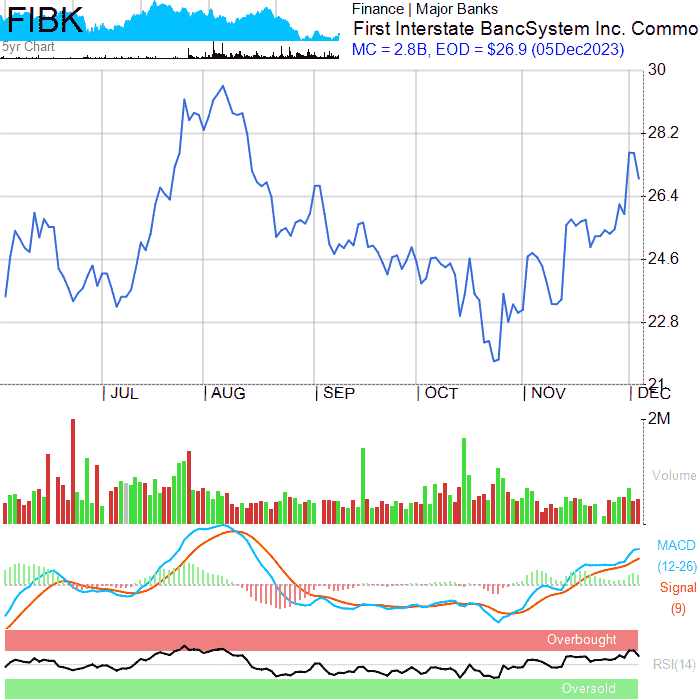 FIBK
5yr Chart
Finance | Major Banks
First Interstate BancSystem Inc. Commo
MC = 2.8B, EOD = $26.9 (05Dec2023)
30
28.2
26.4
24.6
22.8
21
JUL AUG SEP OCT NOV DEC
2M
Volume
MACD
(12-26)
Signal
(9)
Overbought
RSI(14)
Oversold